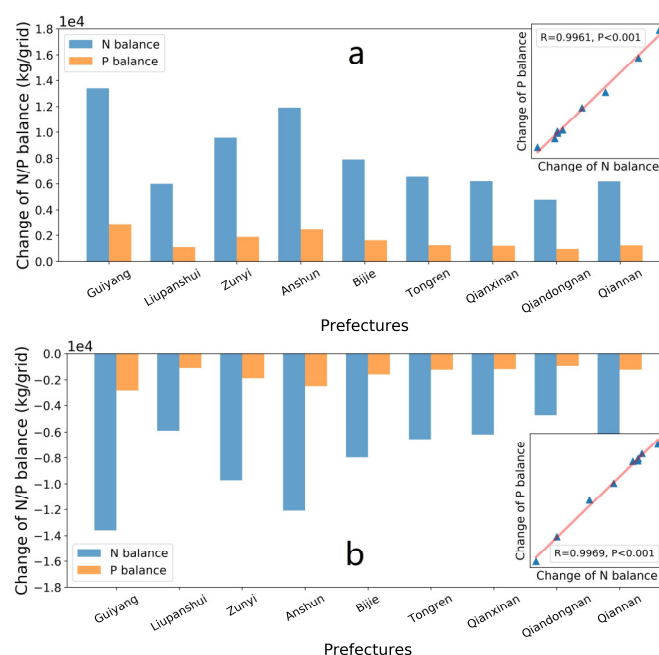 1e4
1.8
1.6
1.4
1.2
1.0
0.8
0.6
0.4
0.2
0.0
Change of N/P balance (kg/grid)
N balance
P balance
a
R=0.9961, P<0.001
Change of P balance
Change of N balance
Guiyang
Liupanshui
Zunyi
Anshun
Bijie
Tongren
Qianxinan
Qiandongnan
Qiannan
Prefectures
1e4
0.0
−0.2
−0.4
−0.6
−0.8
−1.0
−1.2
−1.4
−1.6
−1.8
Change of N/P balance (kg/grid)
N balance
P balance
b
Change of P balance
R=0.9969, P<0.001
Change of N balance
Guiyang
Liupanshui
Zunyi
Anshun
Bijie
Tongren
Qianxinan
Qiandongnan
Qiannan
Prefectures